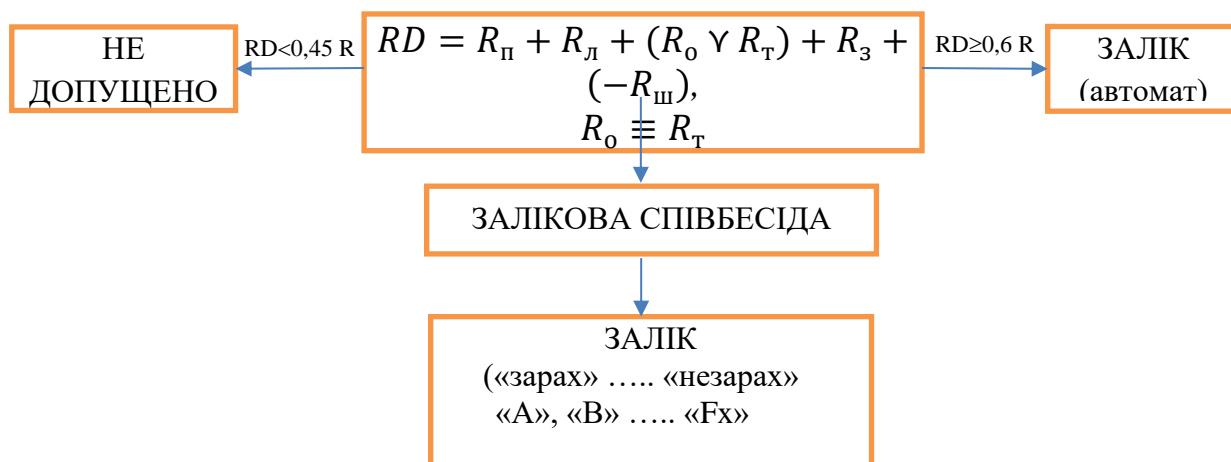 НЕ
ДОПУЩЕНО
RD<0,45 R
RD = Rп + Rл + (Rо ⋎ Rт) + Rз +
(−Rш),
Rо ≡ Rт
RD≥0,6 R
ЗАЛІК
(автомат)
ЗАЛІКОВА СПІВБЕСІДА
ЗАЛІК
(«зарах» ….. «незарах»
«А», «В» ….. «Fx»